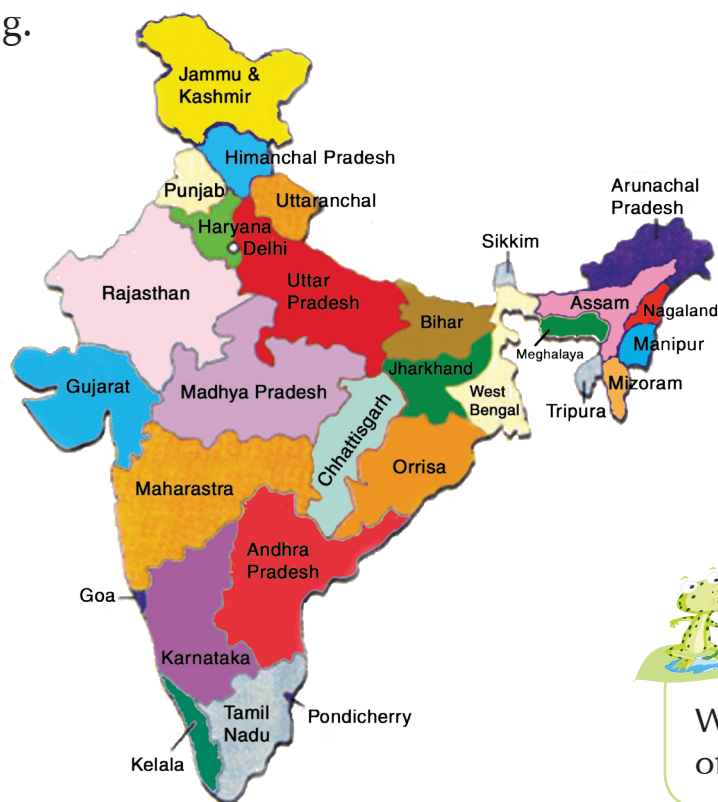 g.
Jammu &
Kashmir
Himanchal Pradesh
Punjab
Uttaranchal
Haryana
Delhi
Arunachal
Pradesh
Sikkim
Rajasthan
Uttar
Pradesh
Bihar
Assam
Nagaland
Meghalaya
Manipur
Gujarat
Madhya Pradesh
Jharkhand
West
Bengal
Tripura
Mizoram
Chhattisgarh
Orrisa
Maharastra
Andhra
Pradesh
Goa
Karnataka
Tamil
Nadu
Pondicherry
Kelala
W
of